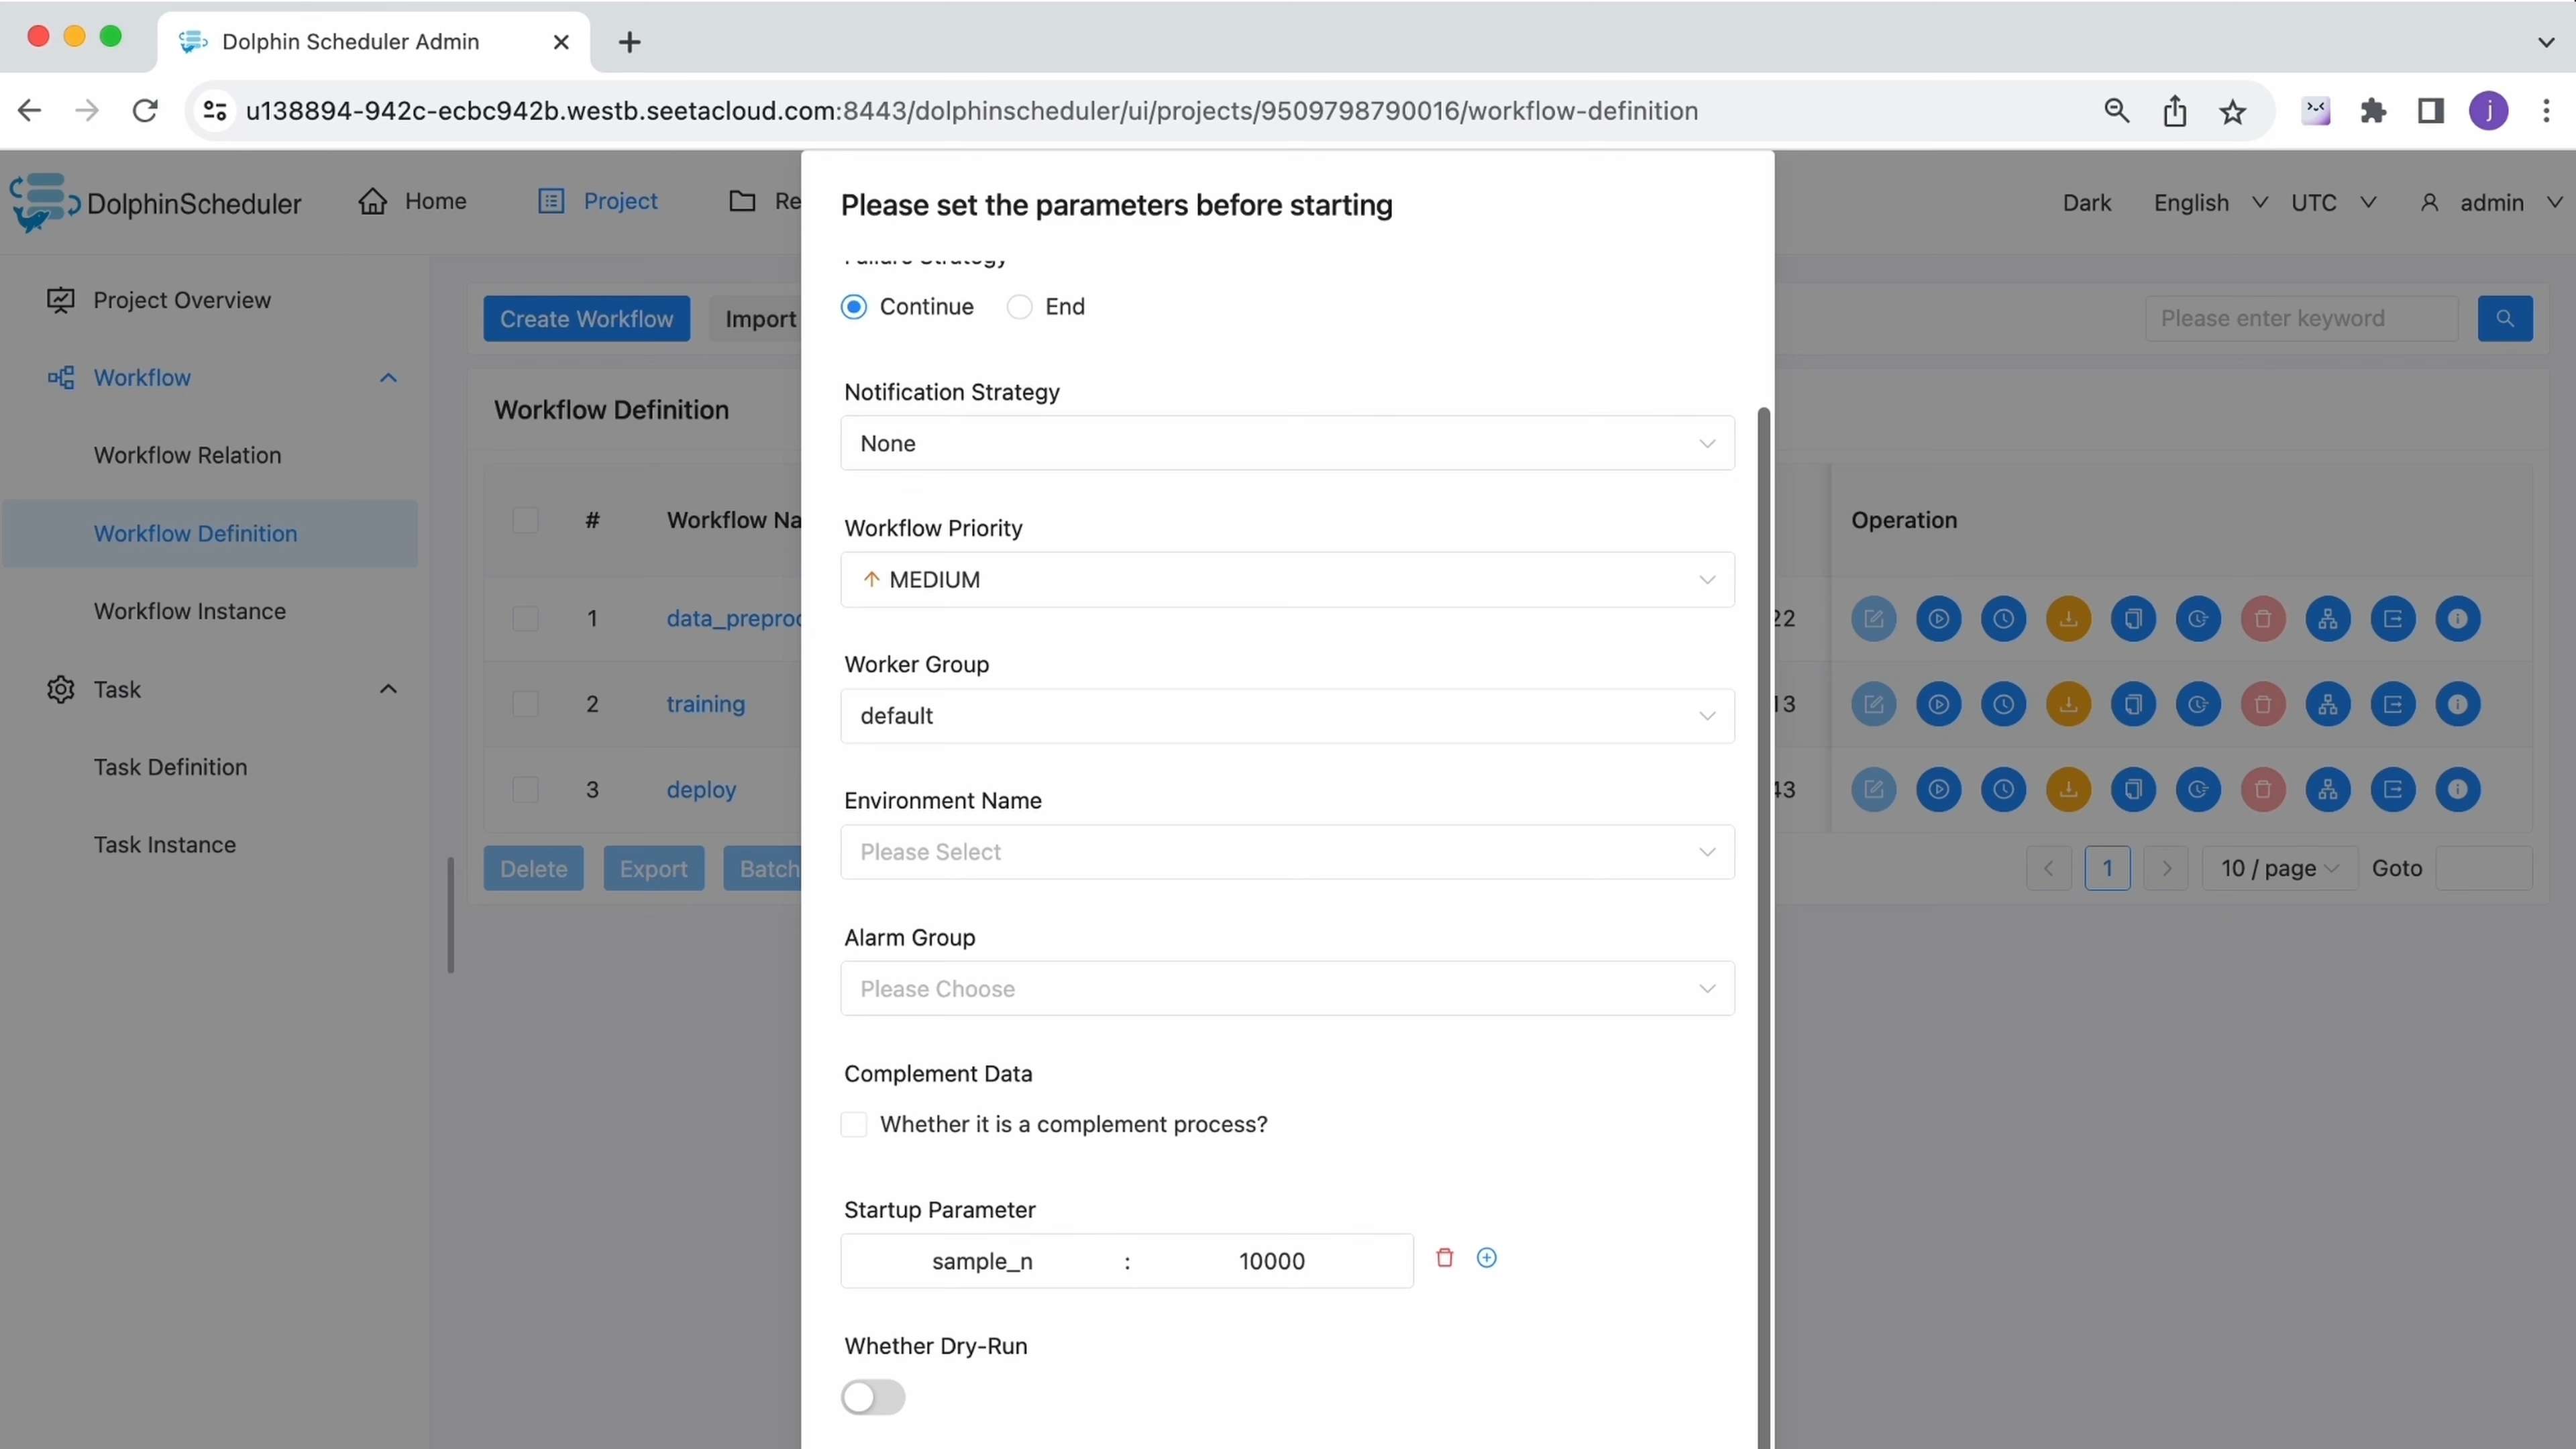 Dolphin Scheduler Admin
u138894-942c-ecbc942b.westb.seetacloud.com:8443/dolphinscheduler/ui/projects/9509798790016/workflow-definition
j
DolphinScheduler
Home
Project
Re
Dark
English
UTC
admin
Project Overview
Workflow
Workflow Relation
Workflow Definition
Workflow Instance
Task
Task Definition
Task Instance
Create Workflow
Import
Please enter keyword
Workflow Definition
#
Workflow Na
Operation
1
data_preproc
22
2
training
13
3
deploy
43
Delete
Export
Batch
1
10 / page
Goto
Please set the parameters before starting
Failure Strategy
Continue
End
Notification Strategy
None
Workflow Priority
MEDIUM
Worker Group
default
Environment Name
Please Select
Alarm Group
Please Choose
Complement Data
Whether it is a complement process?
Startup Parameter
sample_n : 10000
Whether Dry-Run